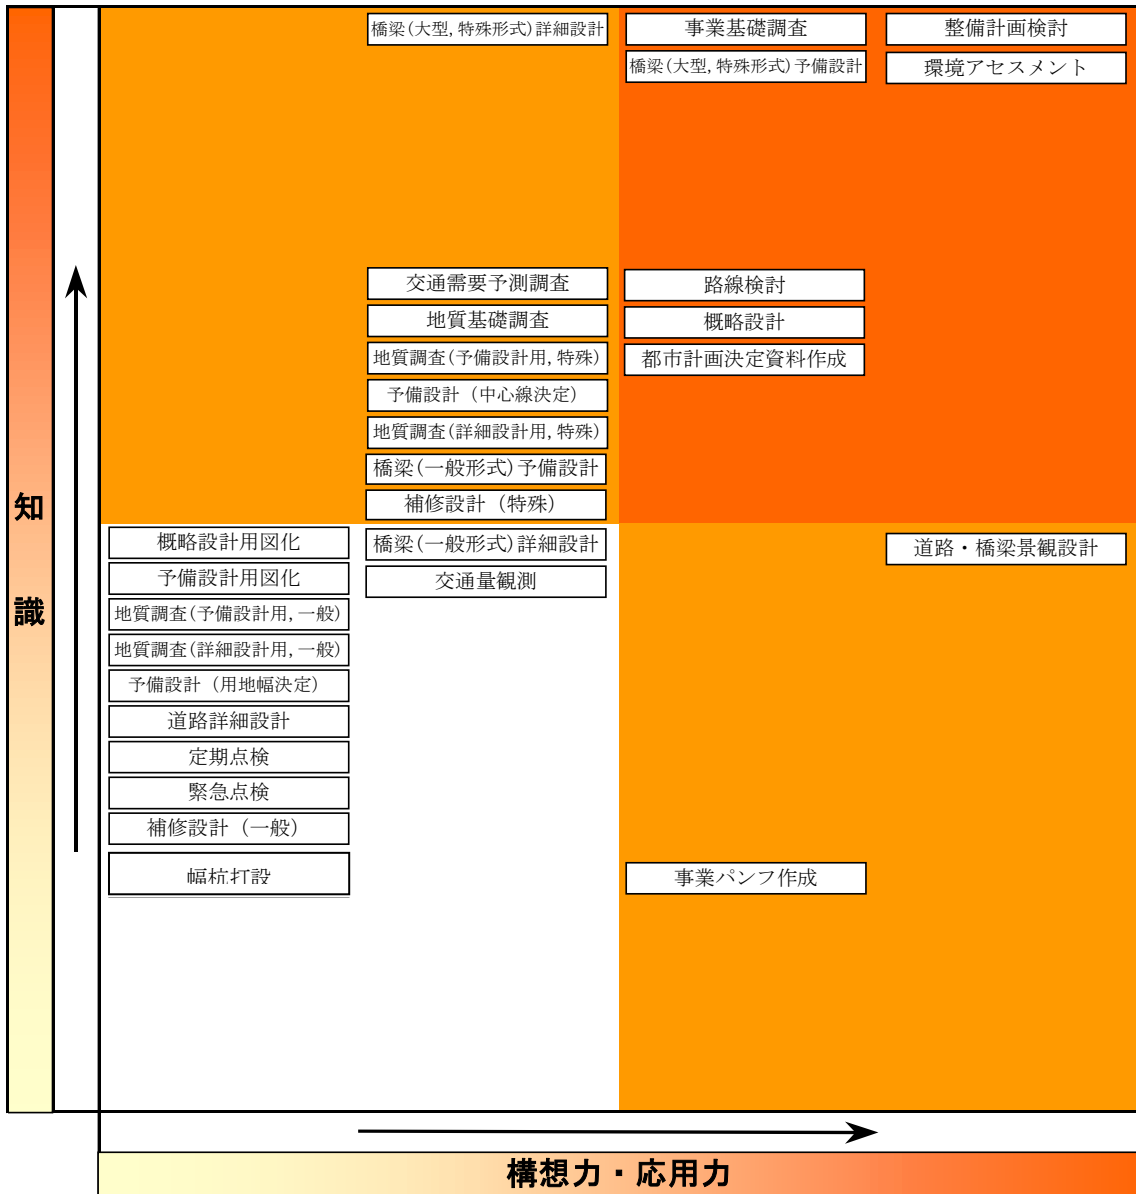 橋梁(大型,特殊形式)詳細設計
事業基礎調査
整備計画検討
橋梁(大型,特殊形式)予備設計
環境アセスメント
交通需要予測調査
路線検討
地質基礎調査
概略設計
地質調査(予備設計用,特殊)
都市計画決定資料作成
予備設計（中心線決定）
地質調査(詳細設計用,特殊)
橋梁(一般形式)予備設計
補修設計（特殊）
知
識
概略設計用図化
橋梁(一般形式)詳細設計
道路・橋梁景観設計
予備設計用図化
交通量観測
地質調査(予備設計用,一般)
地質調査(詳細設計用,一般)
予備設計（用地幅決定）
道路詳細設計
定期点検
緊急点検
補修設計（一般）
幅杭打設
事業パンフ作成
構想力・応用力